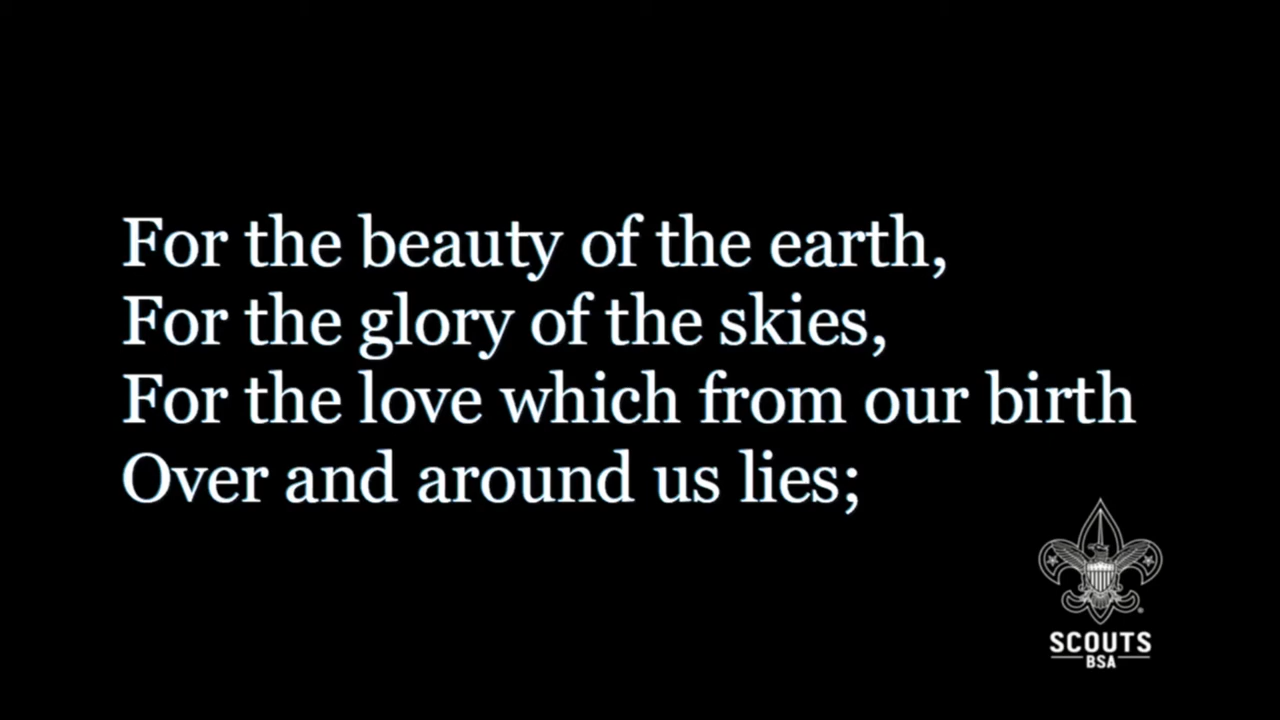 For the beauty of the earth,
For the glory of the skies,
For the love which from our birth
Over and around us lies;
SCOUTS
BSA